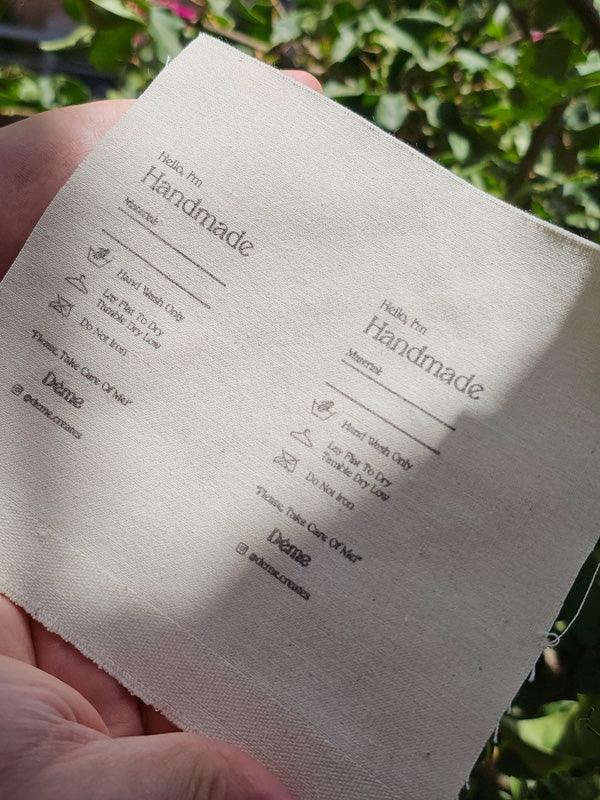 Hello, I'm
Handmade
Material:
Hand Wash Only
Lay Flat To Dry
Tumble Dry Low
Do Not Iron
"Please, Take Care Of Me!"
Dēme
@deme.creates
Hello, I'm
Handmade
Material:
Hand Wash Only
Lay Flat To Dry
Tumble Dry Low
Do Not Iron
"Please, Take Care Of Me!"
Dēme
@deme.creates